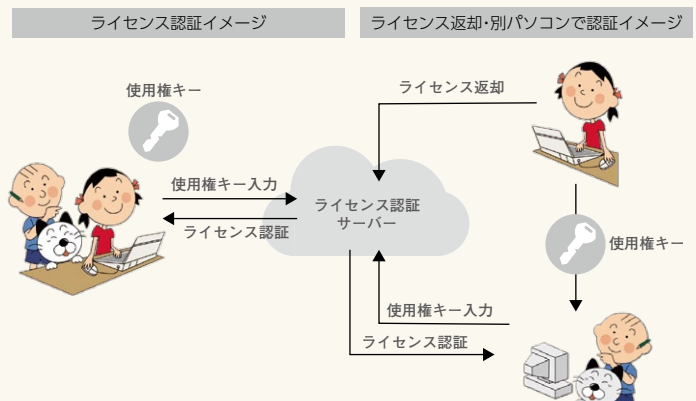 ライセンス認証イメージ
ライセンス返却・別パソコンで認証イメージ
使用権キー
使用権キー入力
ライセンス認証
ライセンス認証
サーバー
ライセンス返却
使用権キー
使用権キー入力
ライセンス認証